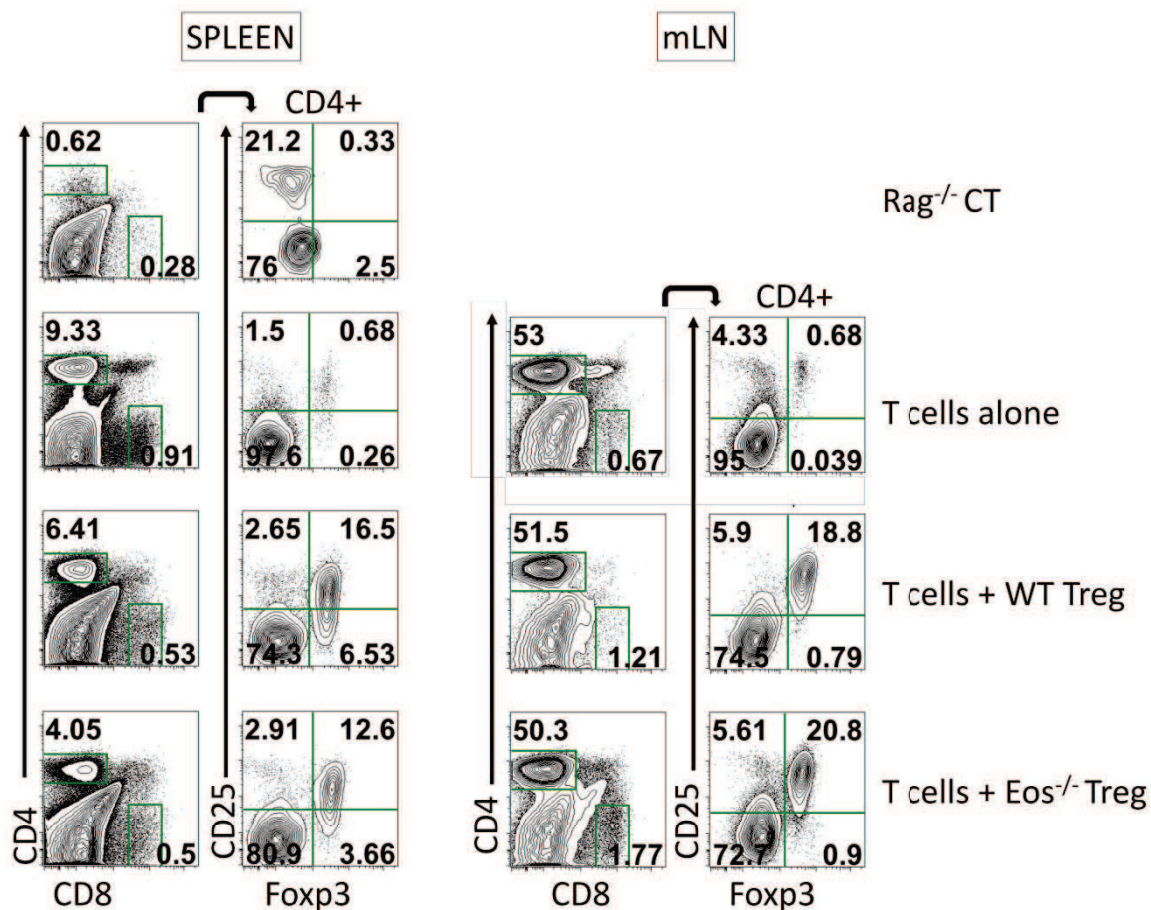 SPLEEN
mLN
CD4+
0.62
0.28
21.2 0.33
76 2.5
Rag-/- CT
CD4+
9.33
0.91
1.5 0.68
97.6 0.26
53
0.67
4.33 0.68
95 0.039
T cells alone
6.41
0.53
2.65 16.5
74.3 6.53
51.5
1.21
5.9 18.8
74.5 0.79
T cells + WT Treg
4.05
0.5
2.91 12.6
80.9 3.66
50.3
1.77
5.61 20.8
72.7 0.9
T cells + Eos-/- Treg
CD4
CD25
CD4
CD25
CD8
Foxp3
CD8
Foxp3